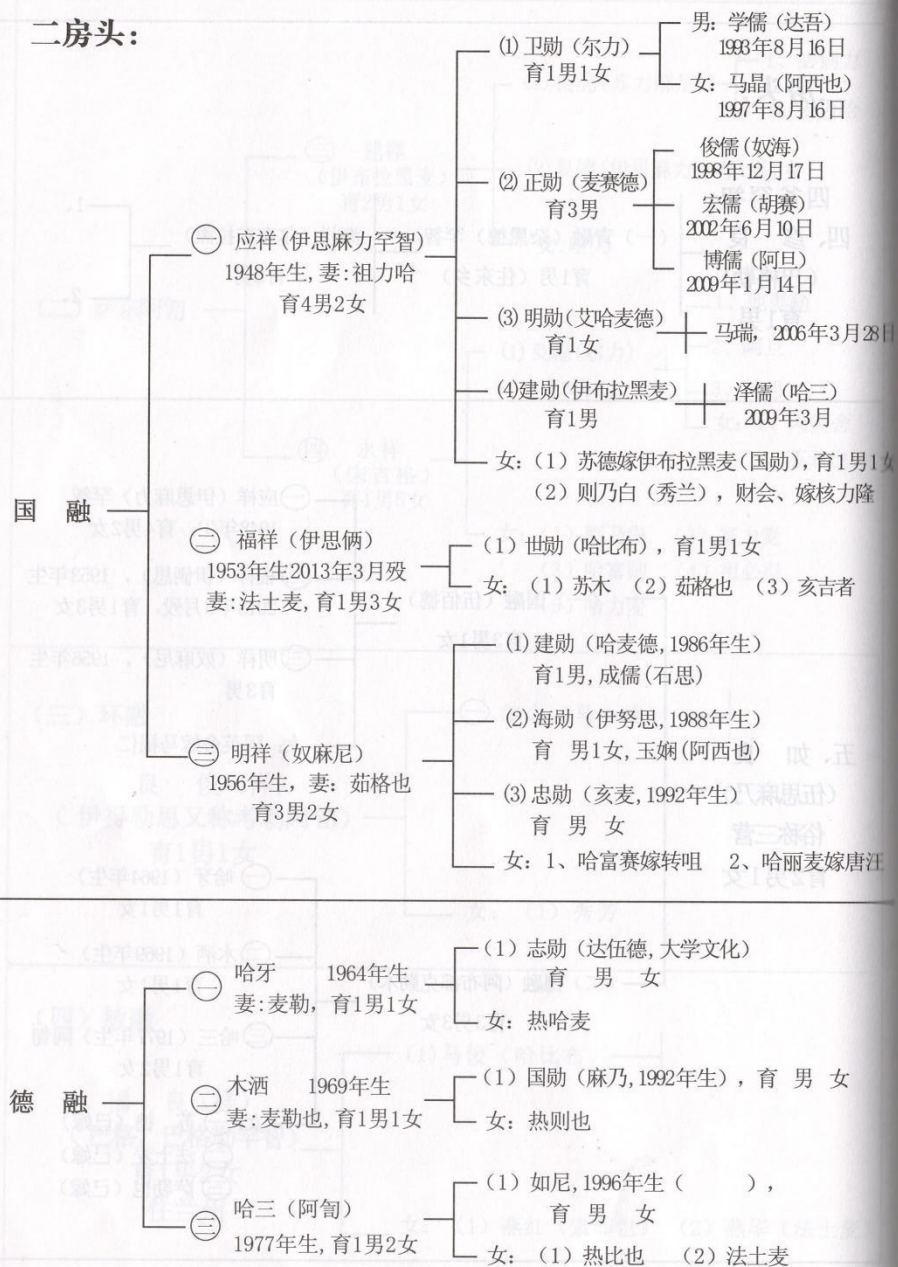 二房头：
国　融
㊀ 应祥（伊思麻力罕智）
1948年生，妻：祖力哈
育4男2女
(1) 卫勋（尔力）
育1男1女
男：学儒（达吾）
1993年8月16日
女：马晶（阿西也）
1997年8月16日
(2) 正勋（麦赛德）
育3男
俊儒（奴海）
1998年12月17日
宏儒（胡赛）
2002年6月10日
博儒（阿旦）
2009年1月14日
(3) 明勋（艾哈麦德）
育1女
马瑞，2006年3月28日
(4)建勋（伊布拉黑麦）
育1男
泽儒（哈三）
2009年3月
女：（1）苏德嫁伊布拉黑麦（国勋），育1男1女
（2）则乃白（秀兰），财会、嫁核力隆
㊁ 福祥（伊思俩）
1953年生2013年3月殁
妻：法土麦，育1男3女
（1）世勋（哈比布），育1男1女
女：（1）苏木 （2）茹格也 （3）亥吉者
㊂ 明祥（奴麻尼）
1956年生，妻：茹格也
育3男2女
(1) 建勋（哈麦德，1986年生）
育1男，成儒（石思）
(2) 海勋（伊努思，1988年生）
育　男1女，玉娴（阿西也）
(3) 忠勋（亥麦，1992年生）
育　男　女
女：1、哈富赛嫁转咀　2、哈丽麦嫁唐汪
德　融
㊀ 哈牙　1964年生
妻：麦勒，育1男1女
（1）志勋（达伍德，大学文化）
育　男　女
女：热哈麦
㊁ 木洒　1969年生
妻：麦勒也，育1男1女
（1）国勋（麻乃，1992年生），育　男　女
女：热则也
㊂ 哈三（阿訇）
1977年生，育1男2女
（1）如尼，1996年生（　　），
育　男　女
女：（1）热比也 （2）法土麦